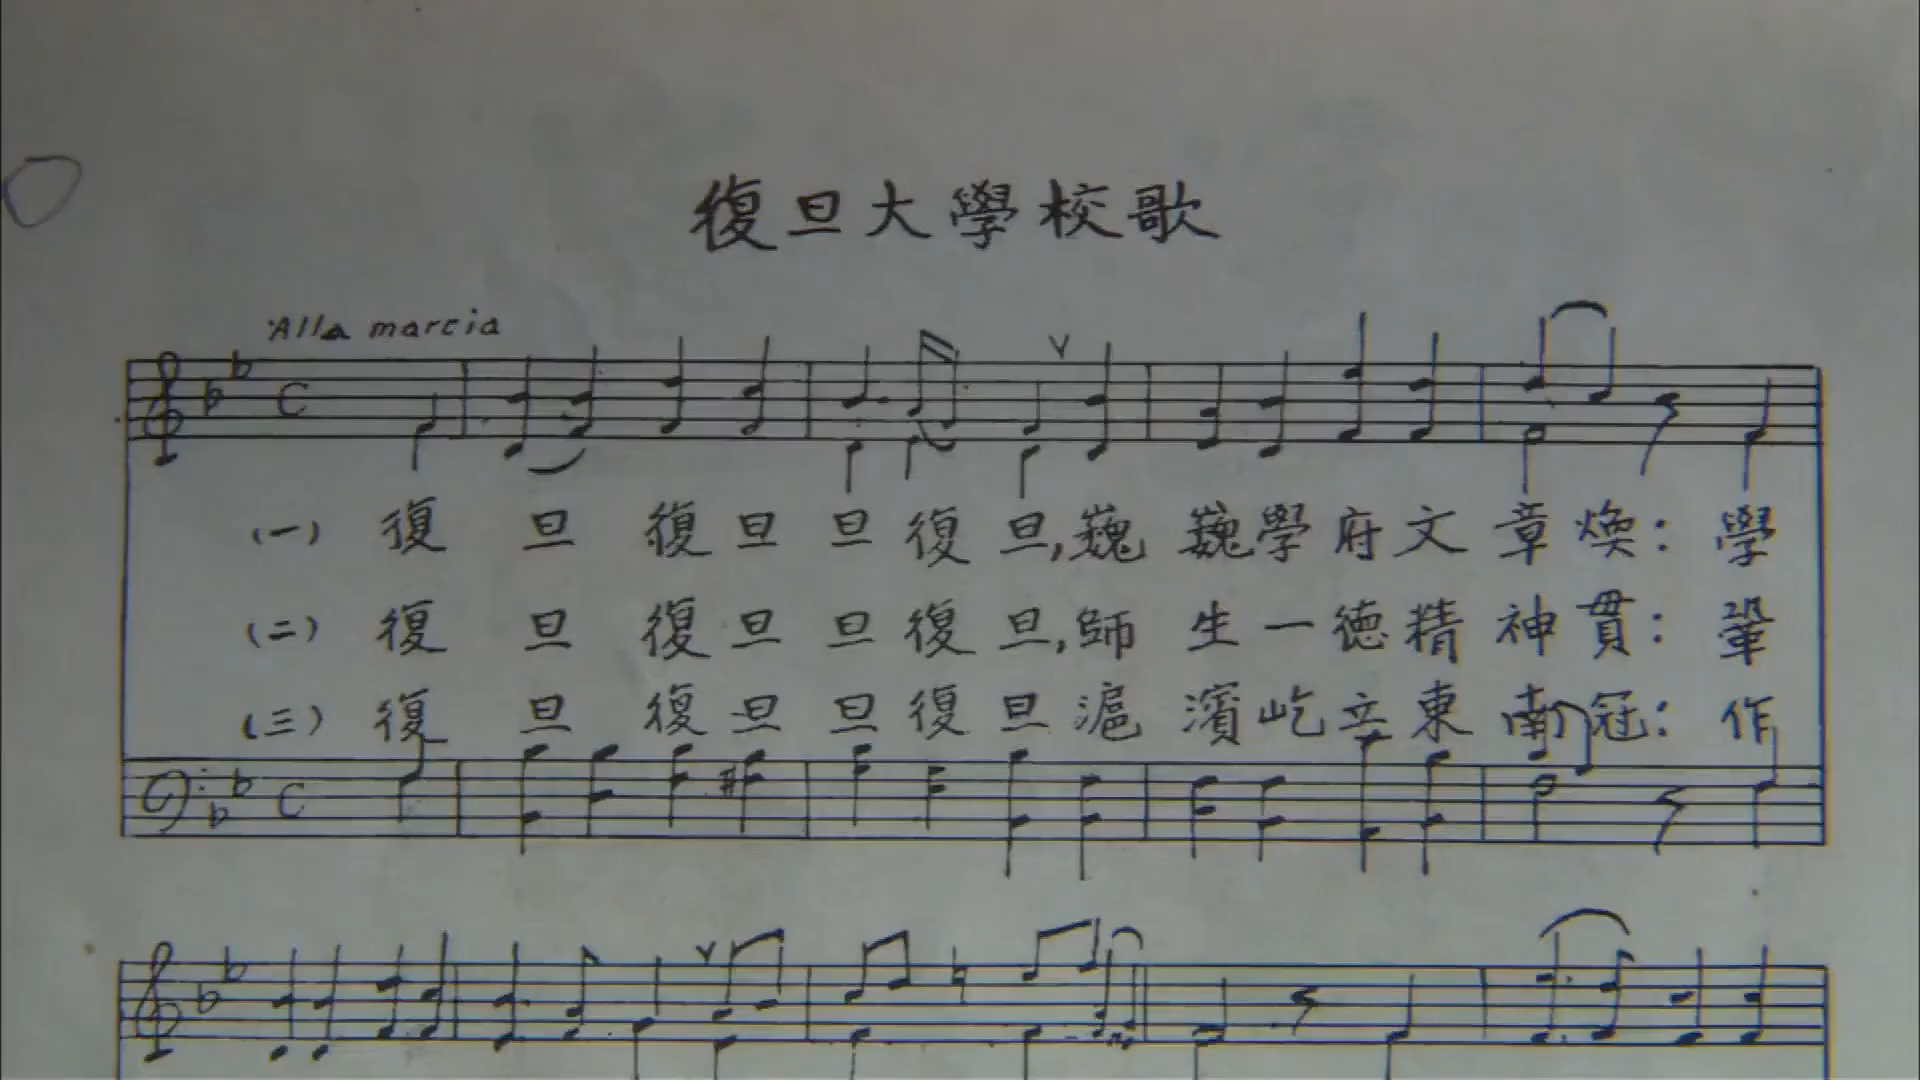 復旦大學校歌
Alla marcia
(一) 復旦復旦旦復旦,巍巍學府文章煥：學
(二) 復旦復旦旦復旦,師生一德精神貫：鞏
(三) 復旦復旦旦復旦滬濱屹立東南冠：作